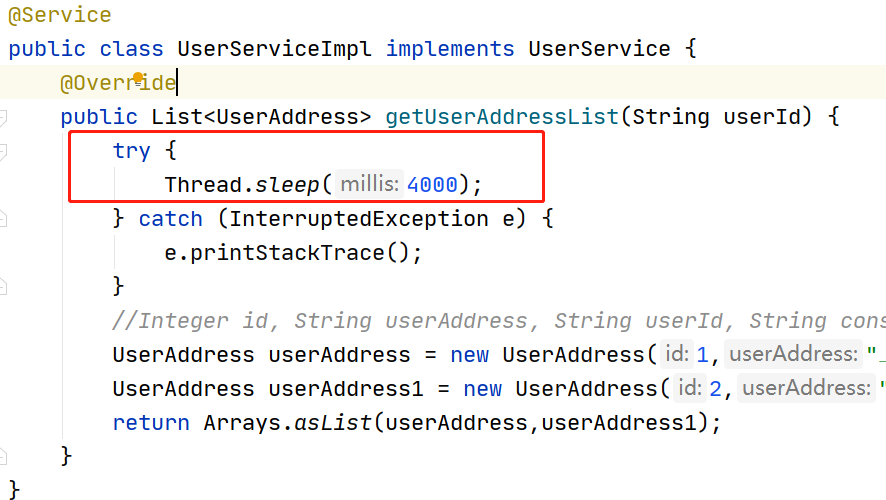 @Service
public class UserServiceImpl implements UserService {
@Override
public List<UserAddress> getUserAddressList(String userId) {
try {
Thread.sleep( millis: 4000);
} catch (InterruptedException e) {
e.printStackTrace();
}
//Integer id, String userAddress, String userId, String cons
UserAddress userAddress = new UserAddress( id: 1, userAddress: "
UserAddress userAddress1 = new UserAddress( id: 2, userAddress: "
return Arrays.asList(userAddress,userAddress1);
}
}